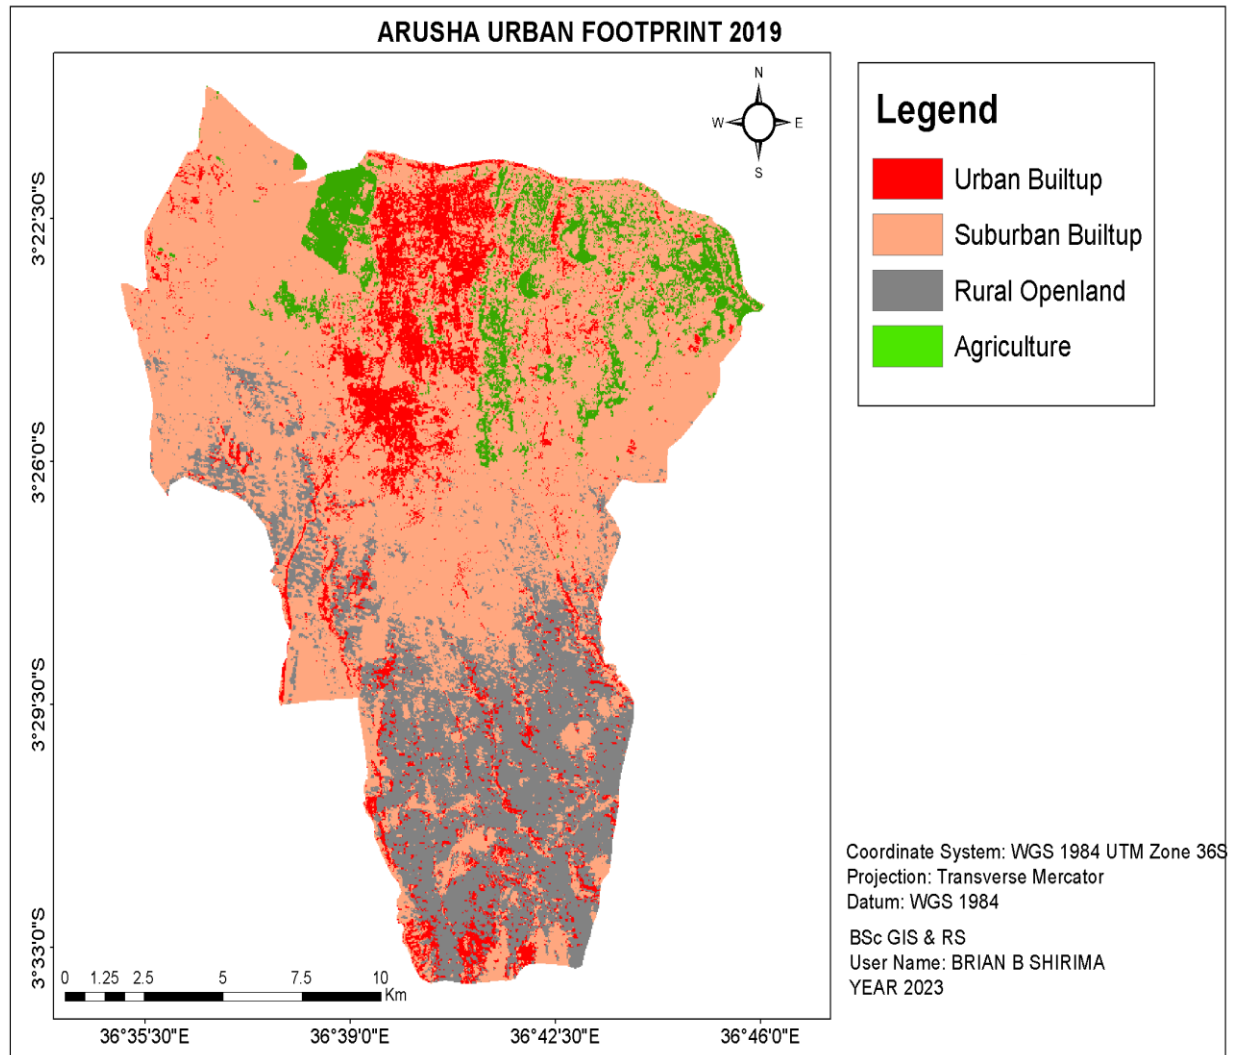 ARUSHA URBAN FOOTPRINT 2019
N
W E
S
Legend
Urban Builtup
Suburban Builtup
Rural Openland
Agriculture
3°22'30"S
3°26'0"S
3°29'30"S
3°33'0"S
0 1.25 2.5 5 7.5 10
Km
36°35'30"E 36°39'0"E 36°42'30"E 36°46'0"E
Coordinate System: WGS 1984 UTM Zone 36S
Projection: Transverse Mercator
Datum: WGS 1984
BSc GIS & RS
User Name: BRIAN B SHIRIMA
YEAR 2023